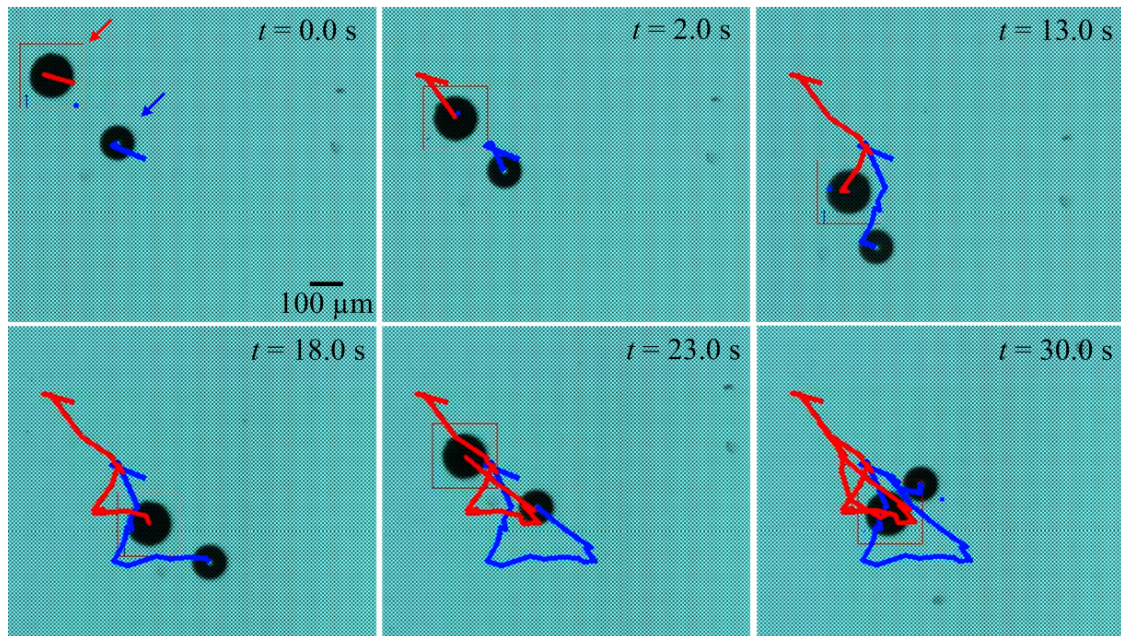 t = 0.0 s
t = 2.0 s
t = 13.0 s
100 µm
t = 18.0 s
t = 23.0 s
t = 30.0 s